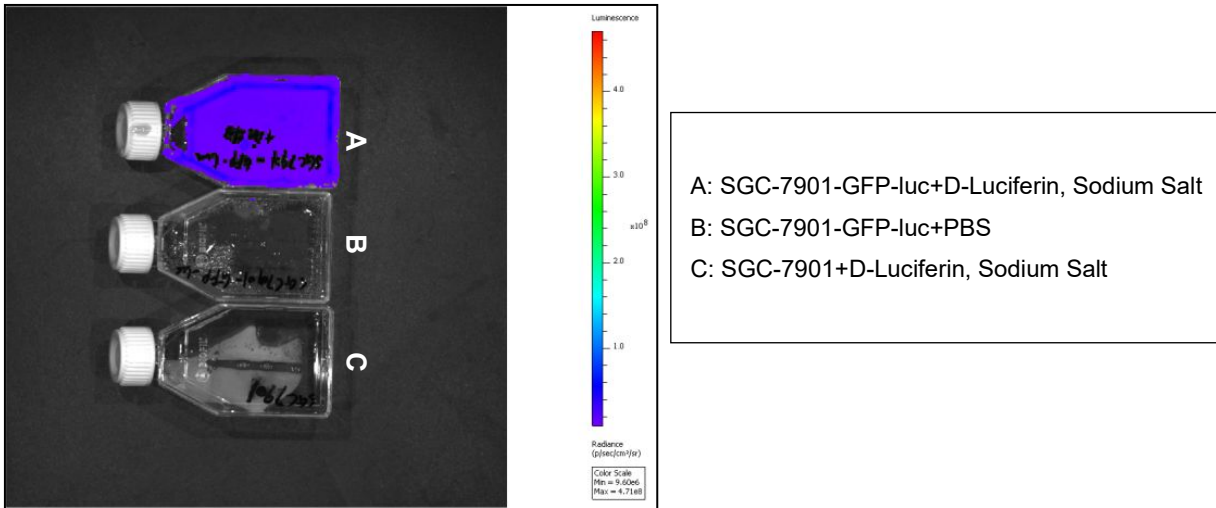 Luminescence
4.0
3.0
x10⁸
2.0
1.0
Radiance
(p/sec/cm²/sr)
Color Scale
Min = 9.60e6
Max = 4.71e8
A
B
C
SGC7901
A: SGC-7901-GFP-luc+D-Luciferin, Sodium Salt
B: SGC-7901-GFP-luc+PBS
C: SGC-7901+D-Luciferin, Sodium Salt